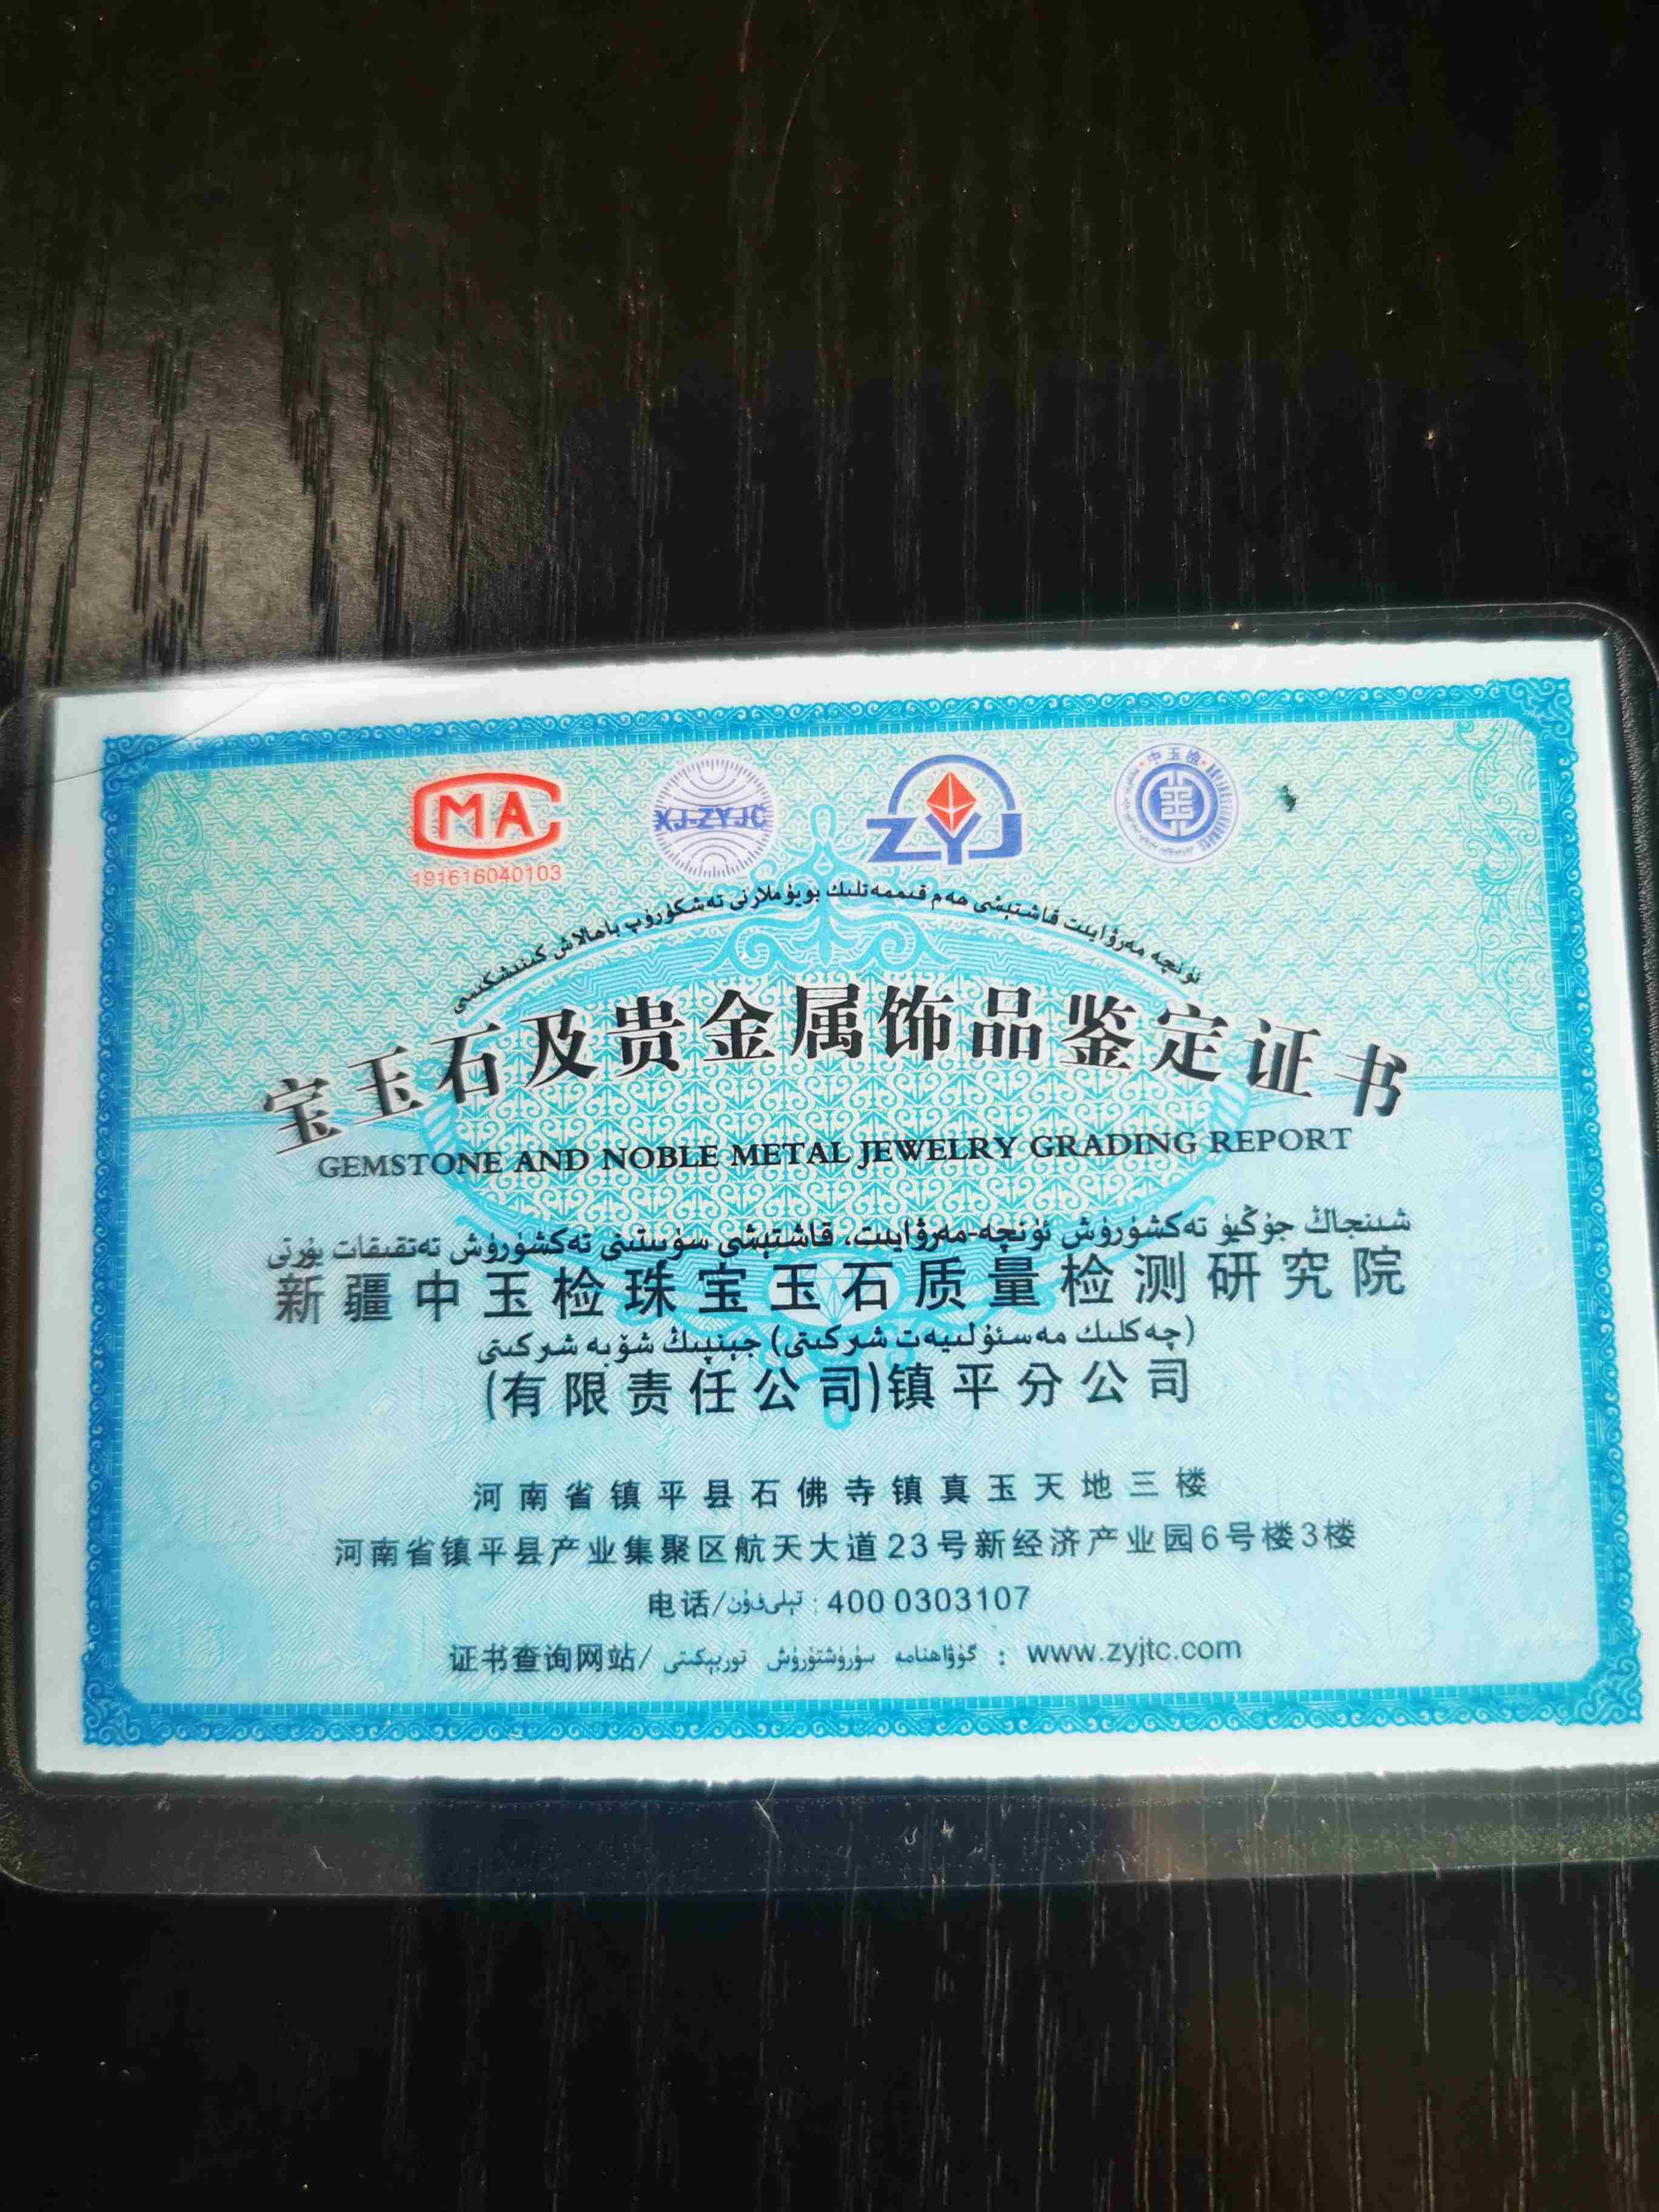 MA
191616040103
XJ-ZYJC
ZYJ
中玉检
ئۈنچە مەرۋايىت قاشتېشى ھەم قىممەتلىك بويۇملارنى تەشكۈرۈپ باھالاش كىنىشكىسى
宝玉石及贵金属饰品鉴定证书
GEMSTONE AND NOBLE METAL JEWELRY GRADING REPORT
شىنجاڭ جۇڭيۇ تەكشۈرۈش ئۈنچە-مەرۋايىت، قاشتېشى سۈپىتىنى تەكشۈرۈش تەتقىقات يۇرتى
新疆中玉检珠宝玉石质量检测研究院
(چەكلىك مەسئۇلىيەت شىركىتى) جېنپىڭ شۆبە شىركىتى
(有限责任公司)镇平分公司
河南省镇平县石佛寺镇真玉天地三楼
河南省镇平县产业集聚区航天大道23号新经济产业园6号楼3楼
电话/تېلېفۇن: 400 0303107
证书查询网站/ گۇۋاھنامە سۈرۈشتۈرۈش توربېكىتى : www.zyjtc.com